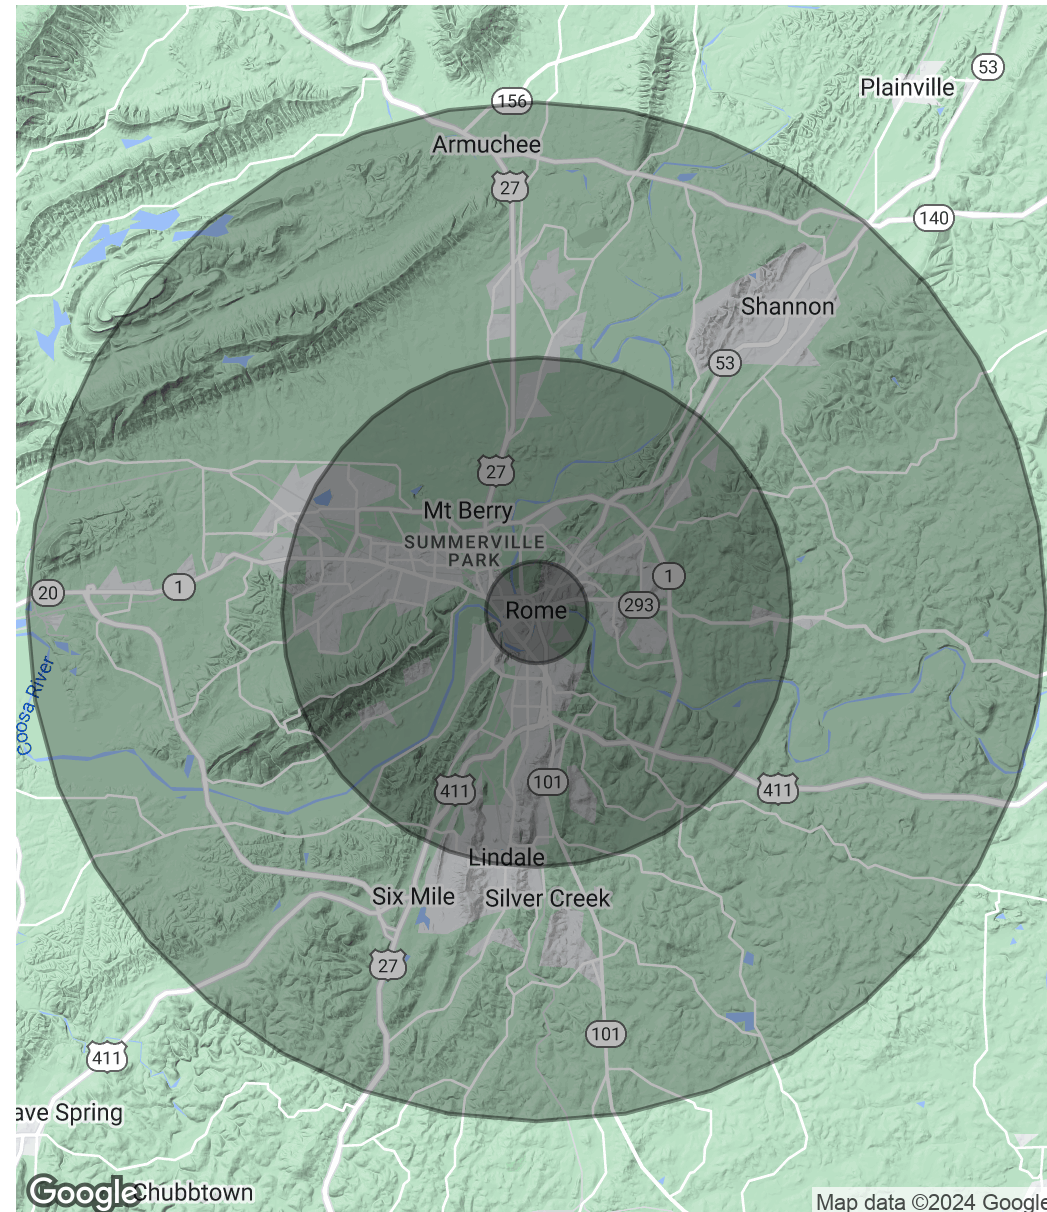 53
Plainville
156
Armuchee
27
140
Shannon
53
27
Mt Berry
SUMMERVILLE
PARK
1
20
1
293
Rome
Coosa River
411
101
411
Lindale
Six Mile
Silver Creek
27
101
411
ave Spring
Google
Chubbtown
Map data ©2024 Google